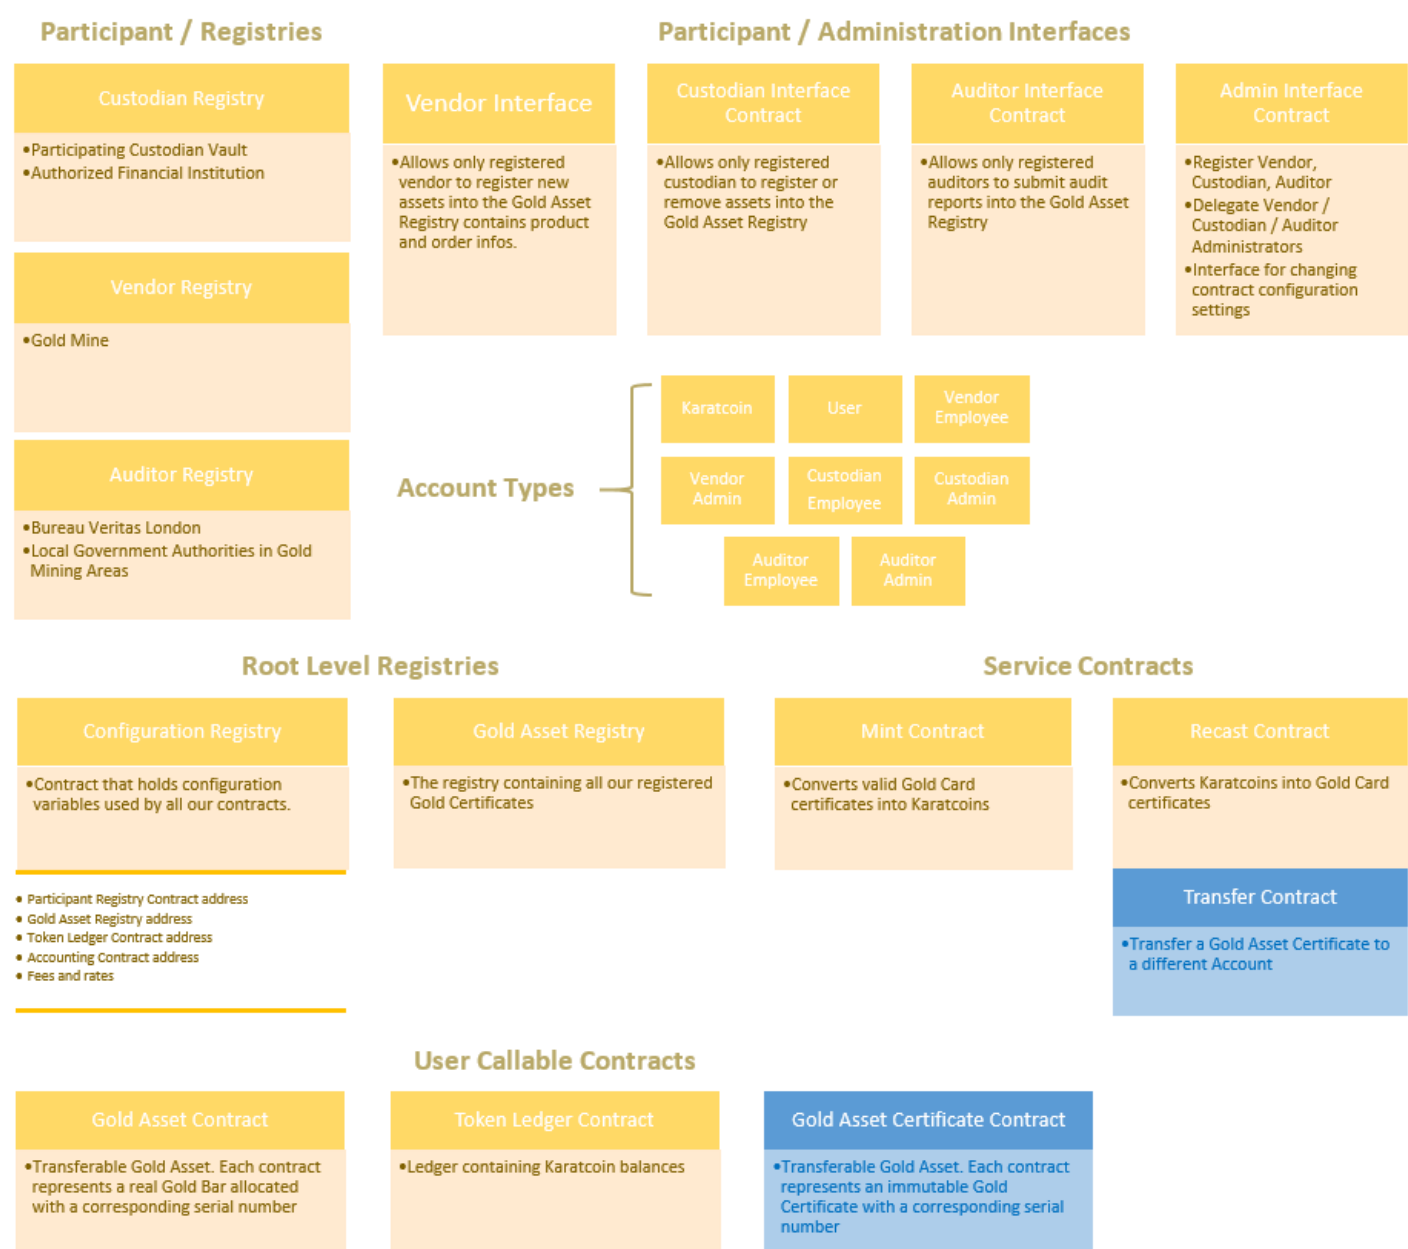 Participant / Registries
Participant / Administration Interfaces
Custodian Registry
•Participating Custodian Vault
•Authorized Financial Institution
Vendor Registry
•Gold Mine
Auditor Registry
•Bureau Veritas London
•Local Government Authorities in Gold
Mining Areas
Vendor Interface
•Allows only registered
vendor to register new
assets into the Gold Asset
Registry contains product
and order infos.
Custodian Interface
Contract
•Allows only registered
custodian to register or
remove assets into the
Gold Asset Registry
Auditor Interface
Contract
•Allows only registered
auditors to submit audit
reports into the Gold Asset
Registry
Admin Interface
Contract
•Register Vendor,
Custodian, Auditor
•Delegate Vendor /
Custodian / Auditor
Administrators
•Interface for changing
contract configuration
settings
Account Types
Karatcoin
User
Vendor
Employee
Vendor
Admin
Custodian
Employee
Custodian
Admin
Auditor
Employee
Auditor
Admin
Root Level Registries
Service Contracts
Configuration Registry
•Contract that holds configuration
variables used by all our contracts.
• Participant Registry Contract address
• Gold Asset Registry address
• Token Ledger Contract address
• Accounting Contract address
• Fees and rates
Gold Asset Registry
•The registry containing all our registered
Gold Certificates
Mint Contract
•Converts valid Gold Card
certificates into Karatcoins
Recast Contract
•Converts Karatcoins into Gold Card
certificates
Transfer Contract
•Transfer a Gold Asset Certificate to
a different Account
User Callable Contracts
Gold Asset Contract
•Transferable Gold Asset. Each contract
represents a real Gold Bar allocated
with a corresponding serial number
Token Ledger Contract
•Ledger containing Karatcoin balances
Gold Asset Certificate Contract
•Transferable Gold Asset. Each contract
represents an immutable Gold
Certificate with a corresponding serial
number